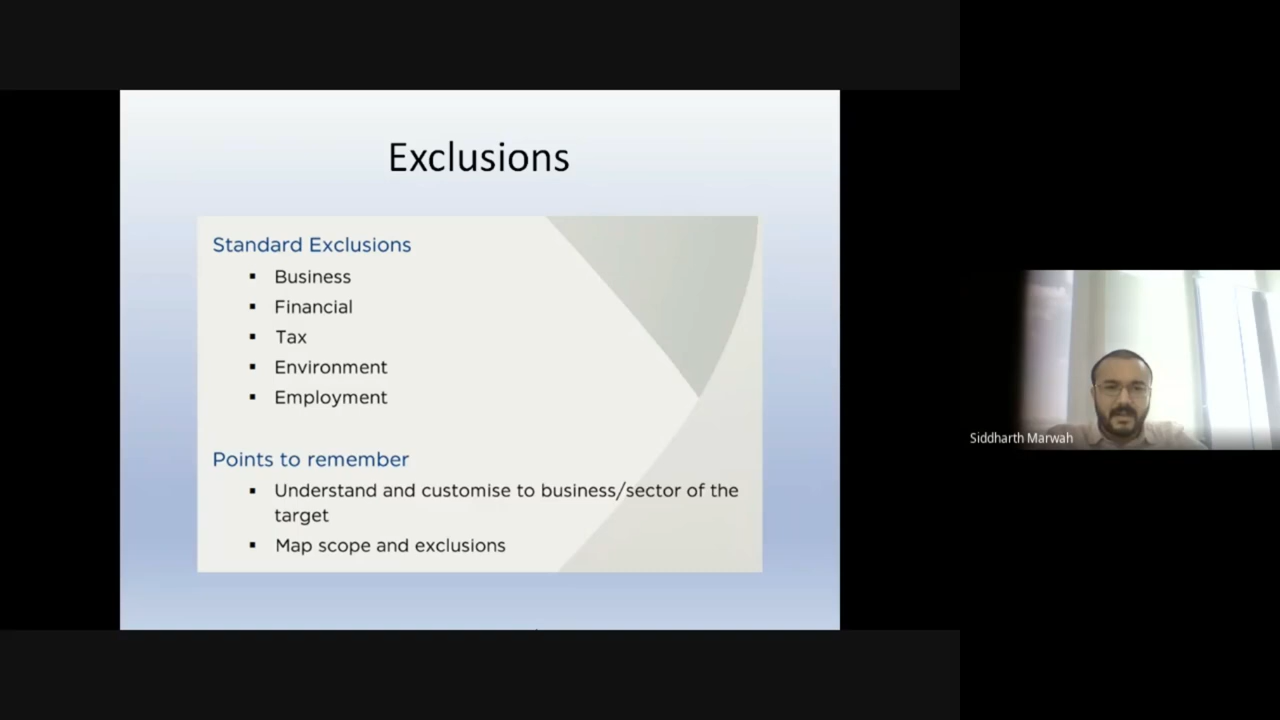 Exclusions
Standard Exclusions
▪ Business
▪ Financial
▪ Tax
▪ Environment
▪ Employment
Points to remember
▪ Understand and customise to business/sector of the
target
▪ Map scope and exclusions
Siddharth Marwah